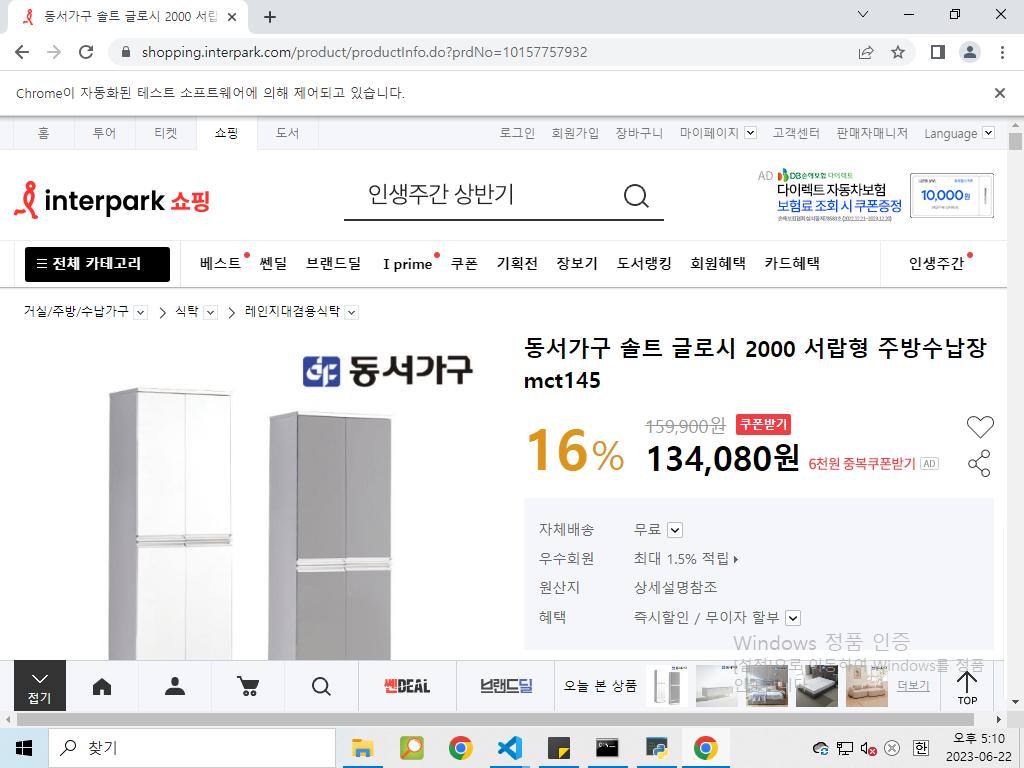 동서가구 솔트 글로시 2000 서랍
shopping.interpark.com/product/productInfo.do?prdNo=10157757932
Chrome이 자동화된 테스트 소프트웨어에 의해 제어되고 있습니다.
홈 투어 티켓 쇼핑 도서 로그인 회원가입 장바구니 마이페이지 고객센터 판매자매니저 Language
interpark 쇼핑
인생주간 상반기
AD DB손해보험 다이렉트
다이렉트 자동차보험
보험료 조회 시 쿠폰증정
10,000원
전체 카테고리 베스트 쎈딜 브랜드딜 I prime 쿠폰 기획전 장보기 도서랭킹 회원혜택 카드혜택 인생주간
거실/주방/수납가구 식탁 레인지대겸용식탁
동서가구
동서가구 솔트 글로시 2000 서랍형 주방수납장
mct145
159,900원 쿠폰받기
16% 134,080원 6천원 중복쿠폰받기 AD
자체배송 무료
우수회원 최대 1.5% 적립
원산지 상세설명참조
혜택 즉시할인 / 무이자 할부
Windows 정품 인증
[설정]으로 이동하여 Windows를 정품
접기 쎈DEAL 브랜드딜 오늘 본 상품 더보기 TOP
찾기
한
오후 5:10
2023-06-22